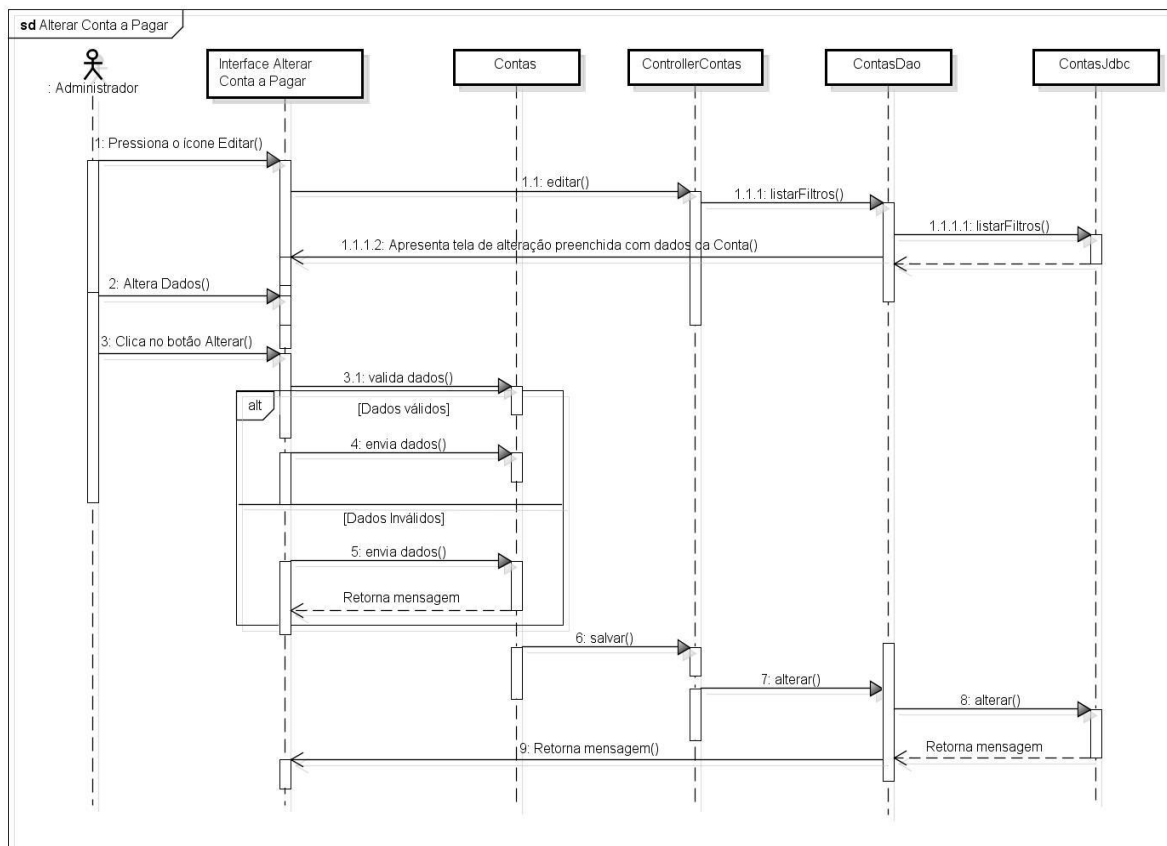 sd Alterar Conta a Pagar
: Administrador
Interface Alterar
Conta a Pagar
Contas
ControllerContas
ContasDao
ContasJdbc
1: Pressiona o ícone Editar()
1.1: editar()
1.1.1: listarFiltros()
1.1.1.1: listarFiltros()
1.1.1.2: Apresenta tela de alteração preenchida com dados da Conta()
2: Altera Dados()
3: Clica no botão Alterar()
3.1: valida dados()
alt
[Dados válidos]
4: envia dados()
[Dados Inválidos]
5: envia dados()
Retorna mensagem
6: salvar()
7: alterar()
8: alterar()
9: Retorna mensagem()
Retorna mensagem